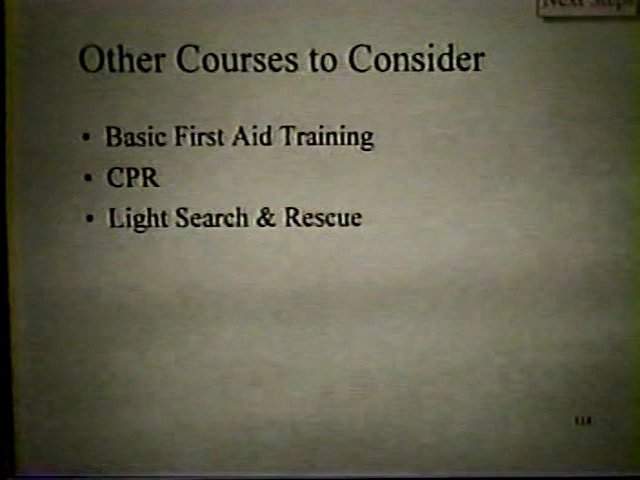 Next Steps
Other Courses to Consider
• Basic First Aid Training
• CPR
• Light Search & Rescue